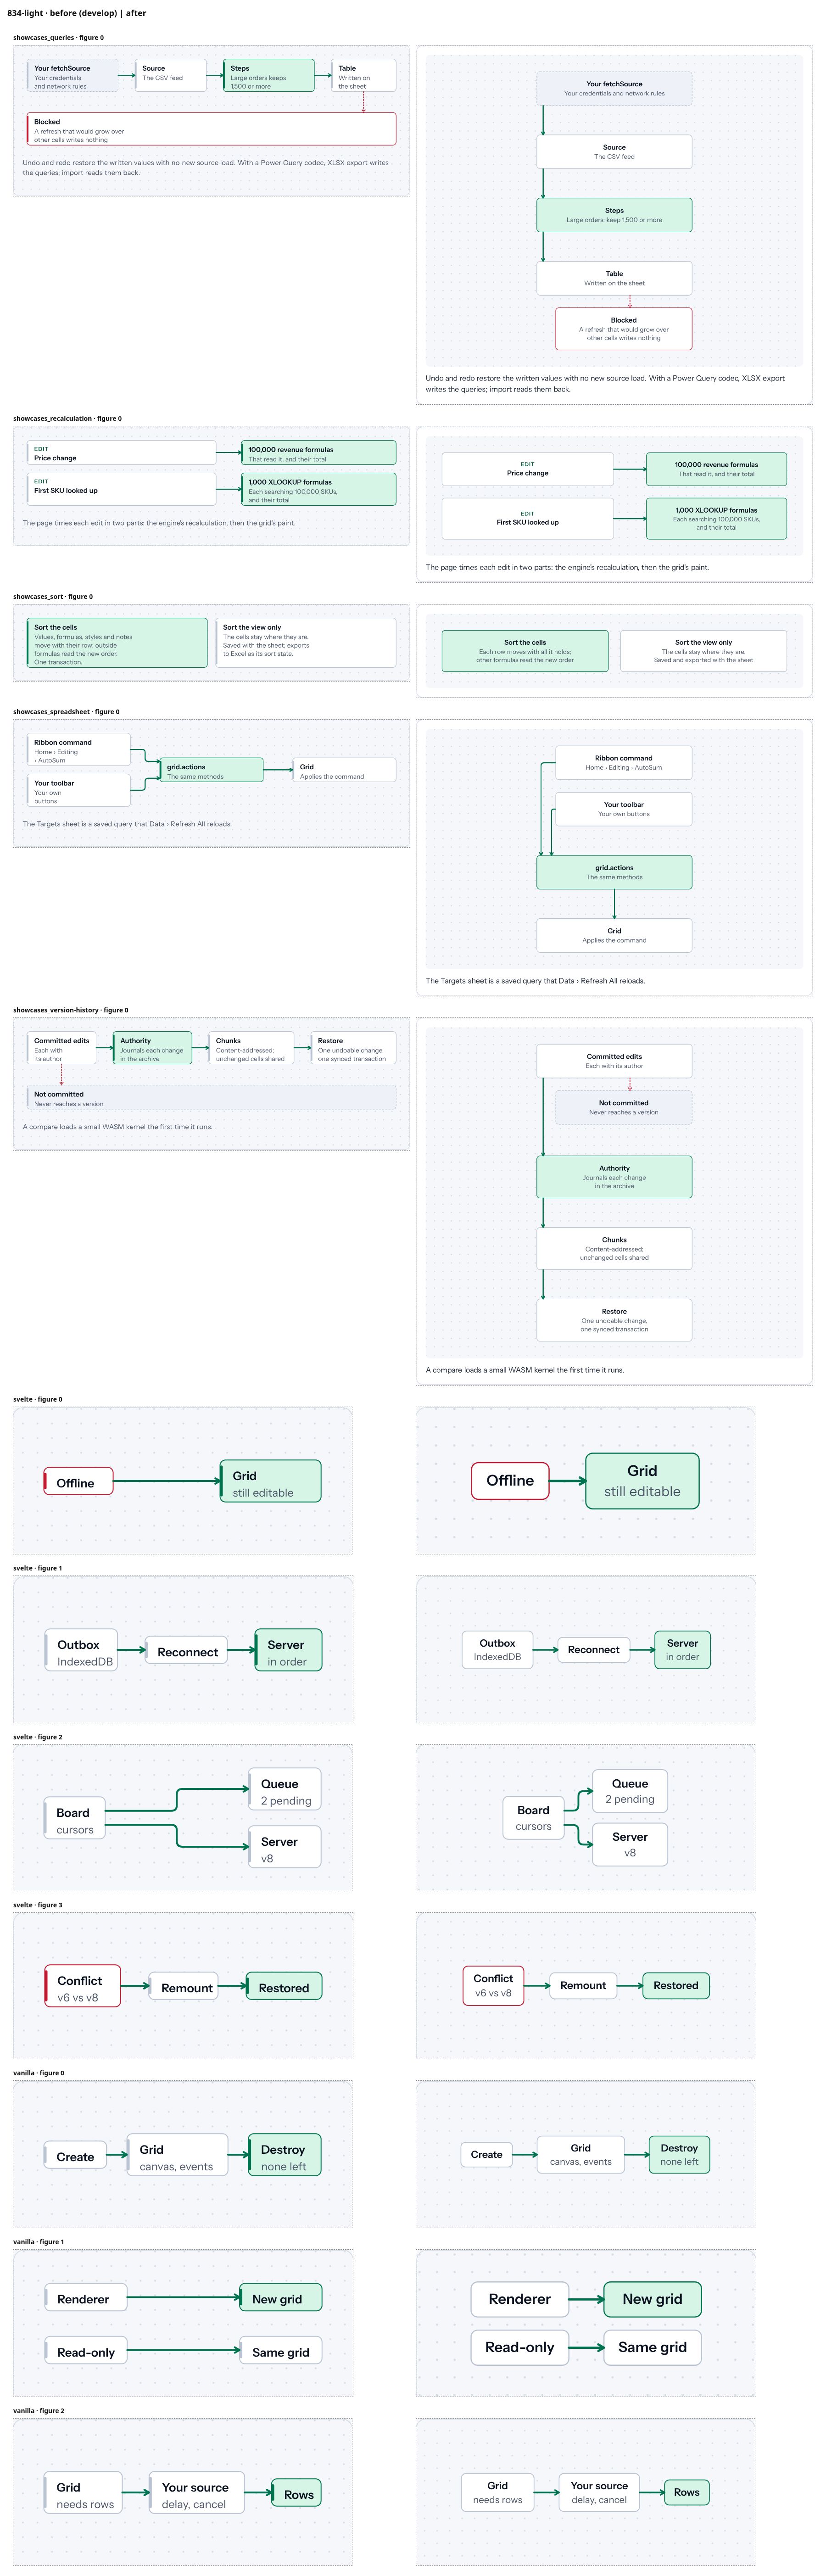 834-light · before (develop) | after
showcases_queries · figure 0
Your fetchSource
Your credentials
and network rules
Source
The CSV feed
Steps
Large orders keeps
1,500 or more
Table
Written on
the sheet
Blocked
A refresh that would grow over
other cells writes nothing
Undo and redo restore the written values with no new source load. With a Power Query codec, XLSX export writes
the queries; import reads them back.
Your fetchSource
Your credentials and network rules
Source
The CSV feed
Steps
Large orders: keep 1,500 or more
Table
Written on the sheet
Blocked
A refresh that would grow over
other cells writes nothing
Undo and redo restore the written values with no new source load. With a Power Query codec, XLSX export
writes the queries; import reads them back.
showcases_recalculation · figure 0
EDIT
Price change
100,000 revenue formulas
That read it, and their total
EDIT
First SKU looked up
1,000 XLOOKUP formulas
Each searching 100,000 SKUs,
and their total
The page times each edit in two parts: the engine's recalculation, then the grid's paint.
EDIT
Price change
100,000 revenue formulas
That read it, and their total
EDIT
First SKU looked up
1,000 XLOOKUP formulas
Each searching 100,000 SKUs,
and their total
The page times each edit in two parts: the engine's recalculation, then the grid's paint.
showcases_sort · figure 0
Sort the cells
Values, formulas, styles and notes
move with their row; outside
formulas read the new order.
One transaction.
Sort the view only
The cells stay where they are.
Saved with the sheet; exports
to Excel as its sort state.
Sort the cells
Each row moves with all it holds;
other formulas read the new order
Sort the view only
The cells stay where they are.
Saved and exported with the sheet
showcases_spreadsheet · figure 0
Ribbon command
Home › Editing
› AutoSum
Your toolbar
Your own
buttons
grid.actions
The same methods
Grid
Applies the command
The Targets sheet is a saved query that Data › Refresh All reloads.
Ribbon command
Home › Editing › AutoSum
Your toolbar
Your own buttons
grid.actions
The same methods
Grid
Applies the command
The Targets sheet is a saved query that Data › Refresh All reloads.
showcases_version-history · figure 0
Committed edits
Each with
its author
Authority
Journals each change
in the archive
Chunks
Content-addressed;
unchanged cells shared
Restore
One undoable change,
one synced transaction
Not committed
Never reaches a version
A compare loads a small WASM kernel the first time it runs.
Committed edits
Each with its author
Not committed
Never reaches a version
Authority
Journals each change
in the archive
Chunks
Content-addressed;
unchanged cells shared
Restore
One undoable change,
one synced transaction
A compare loads a small WASM kernel the first time it runs.
svelte · figure 0
Offline
Grid
still editable
Offline
Grid
still editable
svelte · figure 1
Outbox
IndexedDB
Reconnect
Server
in order
Outbox
IndexedDB
Reconnect
Server
in order
svelte · figure 2
Board
cursors
Queue
2 pending
Server
v8
Board
cursors
Queue
2 pending
Server
v8
svelte · figure 3
Conflict
v6 vs v8
Remount
Restored
Conflict
v6 vs v8
Remount
Restored
vanilla · figure 0
Create
Grid
canvas, events
Destroy
none left
Create
Grid
canvas, events
Destroy
none left
vanilla · figure 1
Renderer
New grid
Read-only
Same grid
Renderer
New grid
Read-only
Same grid
vanilla · figure 2
Grid
needs rows
Your source
delay, cancel
Rows
Grid
needs rows
Your source
delay, cancel
Rows